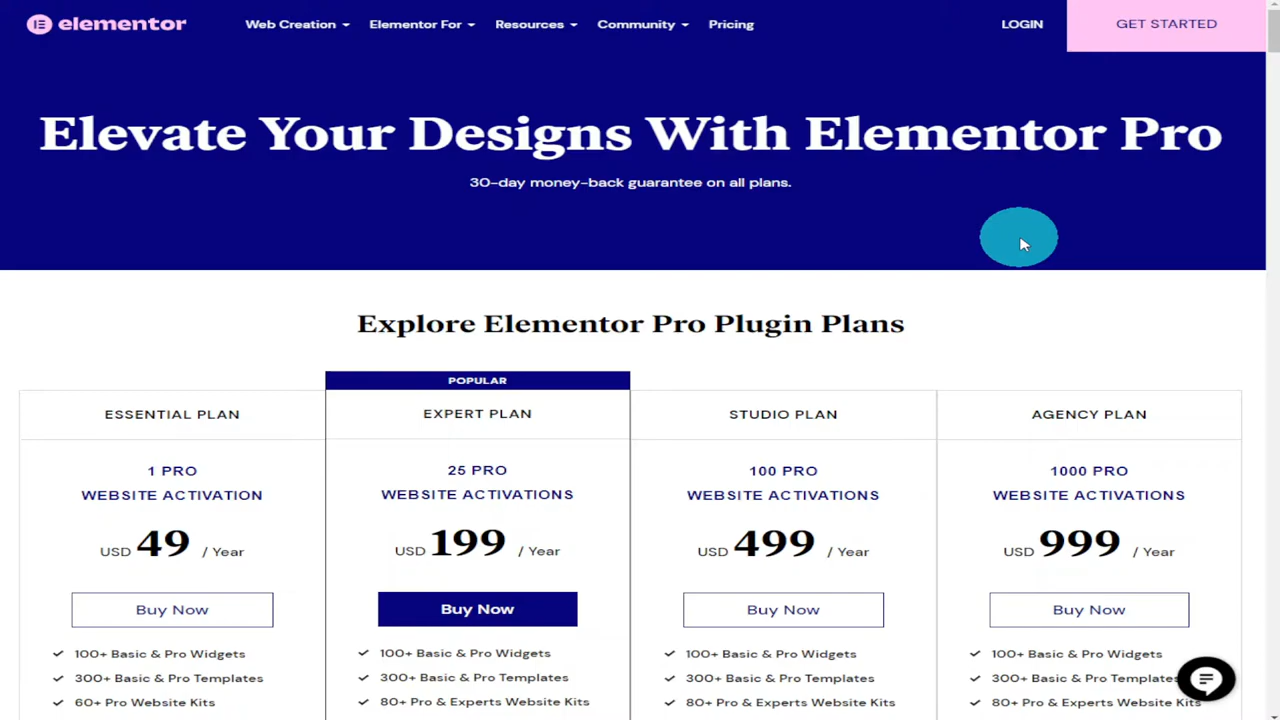 elementor
Web Creation
Elementor For
Resources
Community
Pricing
LOGIN
GET STARTED
Elevate Your Designs With Elementor Pro
30-day money-back guarantee on all plans.
Explore Elementor Pro Plugin Plans
POPULAR
ESSENTIAL PLAN
1 PRO
WEBSITE ACTIVATION
USD 49 / Year
Buy Now
100+ Basic & Pro Widgets
300+ Basic & Pro Templates
60+ Pro Website Kits
EXPERT PLAN
25 PRO
WEBSITE ACTIVATIONS
USD 199 / Year
Buy Now
100+ Basic & Pro Widgets
300+ Basic & Pro Templates
80+ Pro & Experts Website Kits
STUDIO PLAN
100 PRO
WEBSITE ACTIVATIONS
USD 499 / Year
Buy Now
100+ Basic & Pro Widgets
300+ Basic & Pro Templates
80+ Pro & Experts Website Kits
AGENCY PLAN
1000 PRO
WEBSITE ACTIVATIONS
USD 999 / Year
Buy Now
100+ Basic & Pro Widgets
300+ Basic & Pro Templates
80+ Pro & Experts Website Kits